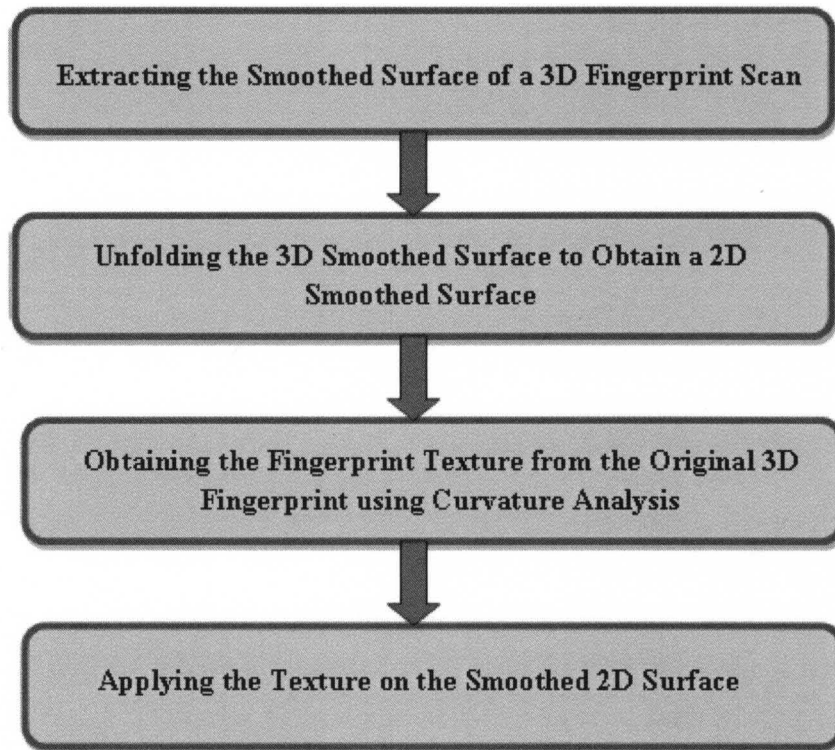 Extracting the Smoothed Surface of a 3D Fingerprint Scan
Unfolding the 3D Smoothed Surface to Obtain a 2D
Smoothed Surface
Obtaining the Fingerprint Texture from the Original 3D
Fingerprint using Curvature Analysis
Applying the Texture on the Smoothed 2D Surface